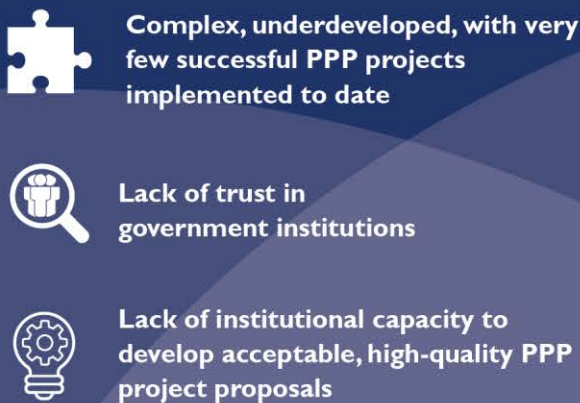 Complex, underdeveloped, with very
few successful PPP projects
implemented to date
Lack of trust in
government institutions
Lack of institutional capacity to
develop acceptable, high-quality PPP
project proposals